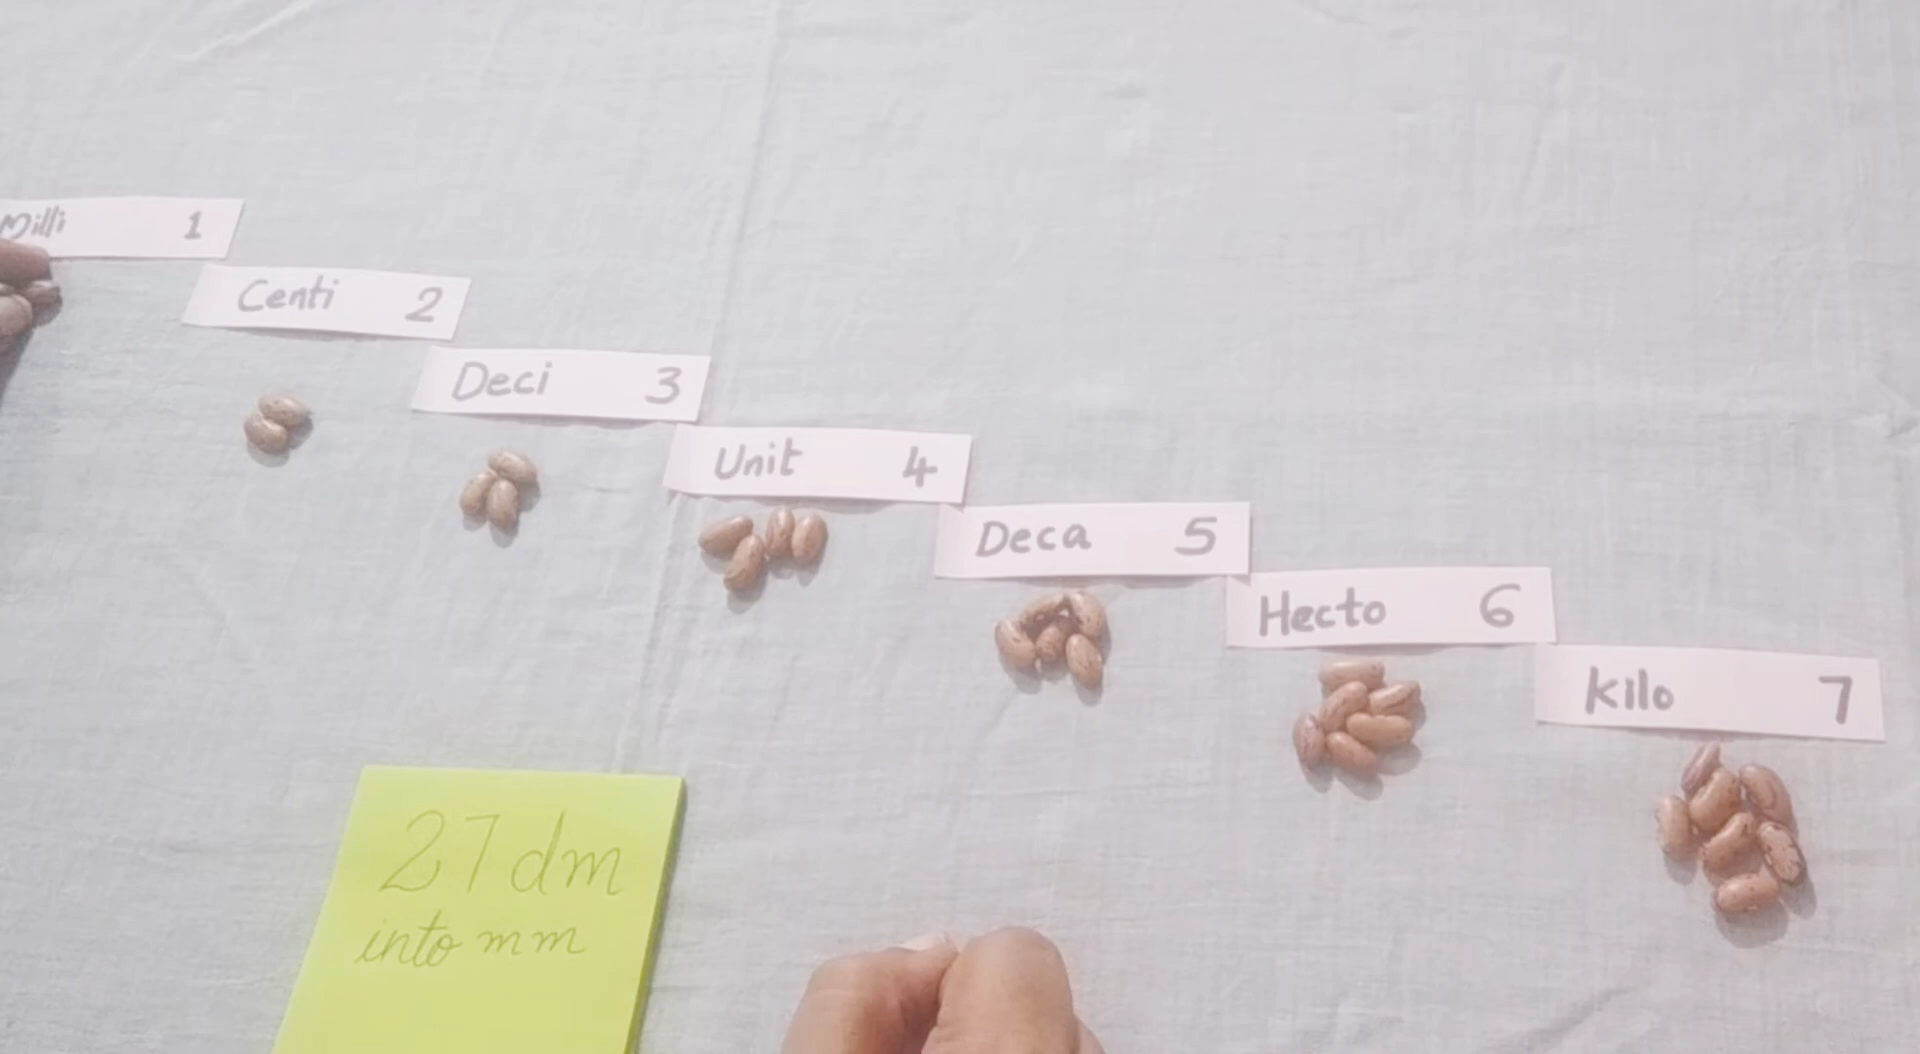 Milli 1
Centi 2
Deci 3
Unit 4
Deca 5
Hecto 6
kilo 7
27 dm
into mm